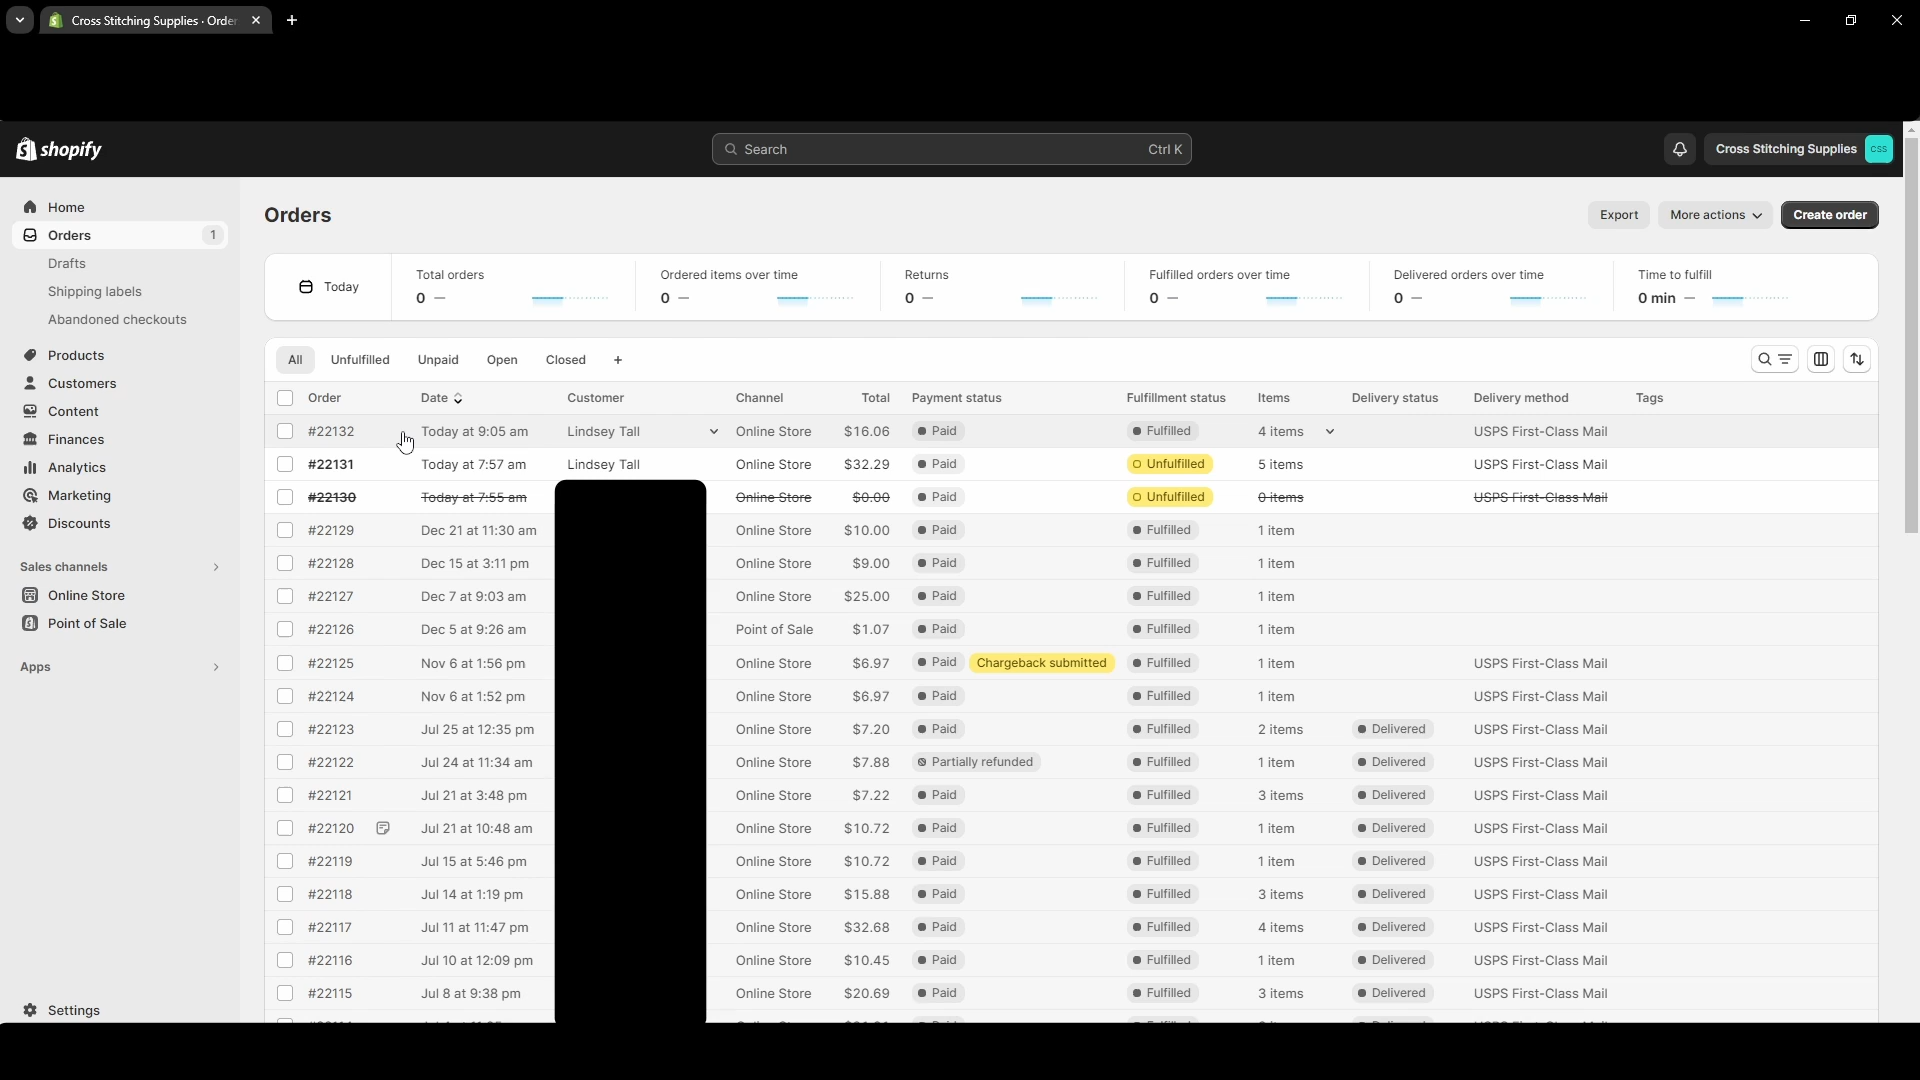 Cross Stitching Supplies · Order
shopify
Search Ctrl K
Cross Stitching Supplies CSS
Home
Orders 1
Drafts
Shipping labels
Abandoned checkouts
Products
Customers
Content
Finances
Analytics
Marketing
Discounts
Sales channels
Online Store
Point of Sale
Apps
Settings
Orders
Export More actions Create order
Today
Total orders
0 —
Ordered items over time
0 —
Returns
0 —
Fulfilled orders over time
0 —
Delivered orders over time
0 —
Time to fulfill
0 min —
All Unfulfilled Unpaid Open Closed +
Order Date Customer Channel Total Payment status Fulfillment status Items Delivery status Delivery method Tags
#22132 Today at 9:05 am Lindsey Tall Online Store $16.06 Paid Fulfilled 4 items USPS First-Class Mail
#22131 Today at 7:57 am Lindsey Tall Online Store $32.29 Paid Unfulfilled 5 items USPS First-Class Mail
#22130 Today at 7:55 am Online Store $0.00 Paid Unfulfilled 0 items USPS First-Class Mail
#22129 Dec 21 at 11:30 am Online Store $10.00 Paid Fulfilled 1 item
#22128 Dec 15 at 3:11 pm Online Store $9.00 Paid Fulfilled 1 item
#22127 Dec 7 at 9:03 am Online Store $25.00 Paid Fulfilled 1 item
#22126 Dec 5 at 9:26 am Point of Sale $1.07 Paid Fulfilled 1 item
#22125 Nov 6 at 1:56 pm Online Store $6.97 Paid Chargeback submitted Fulfilled 1 item USPS First-Class Mail
#22124 Nov 6 at 1:52 pm Online Store $6.97 Paid Fulfilled 1 item USPS First-Class Mail
#22123 Jul 25 at 12:35 pm Online Store $7.20 Paid Fulfilled 2 items Delivered USPS First-Class Mail
#22122 Jul 24 at 11:34 am Online Store $7.88 Partially refunded Fulfilled 1 item Delivered USPS First-Class Mail
#22121 Jul 21 at 3:48 pm Online Store $7.22 Paid Fulfilled 3 items Delivered USPS First-Class Mail
#22120 Jul 21 at 10:48 am Online Store $10.72 Paid Fulfilled 1 item Delivered USPS First-Class Mail
#22119 Jul 15 at 5:46 pm Online Store $10.72 Paid Fulfilled 1 item Delivered USPS First-Class Mail
#22118 Jul 14 at 1:19 pm Online Store $15.88 Paid Fulfilled 3 items Delivered USPS First-Class Mail
#22117 Jul 11 at 11:47 pm Online Store $32.68 Paid Fulfilled 4 items Delivered USPS First-Class Mail
#22116 Jul 10 at 12:09 pm Online Store $10.45 Paid Fulfilled 1 item Delivered USPS First-Class Mail
#22115 Jul 8 at 9:38 pm Online Store $20.69 Paid Fulfilled 3 items Delivered USPS First-Class Mail